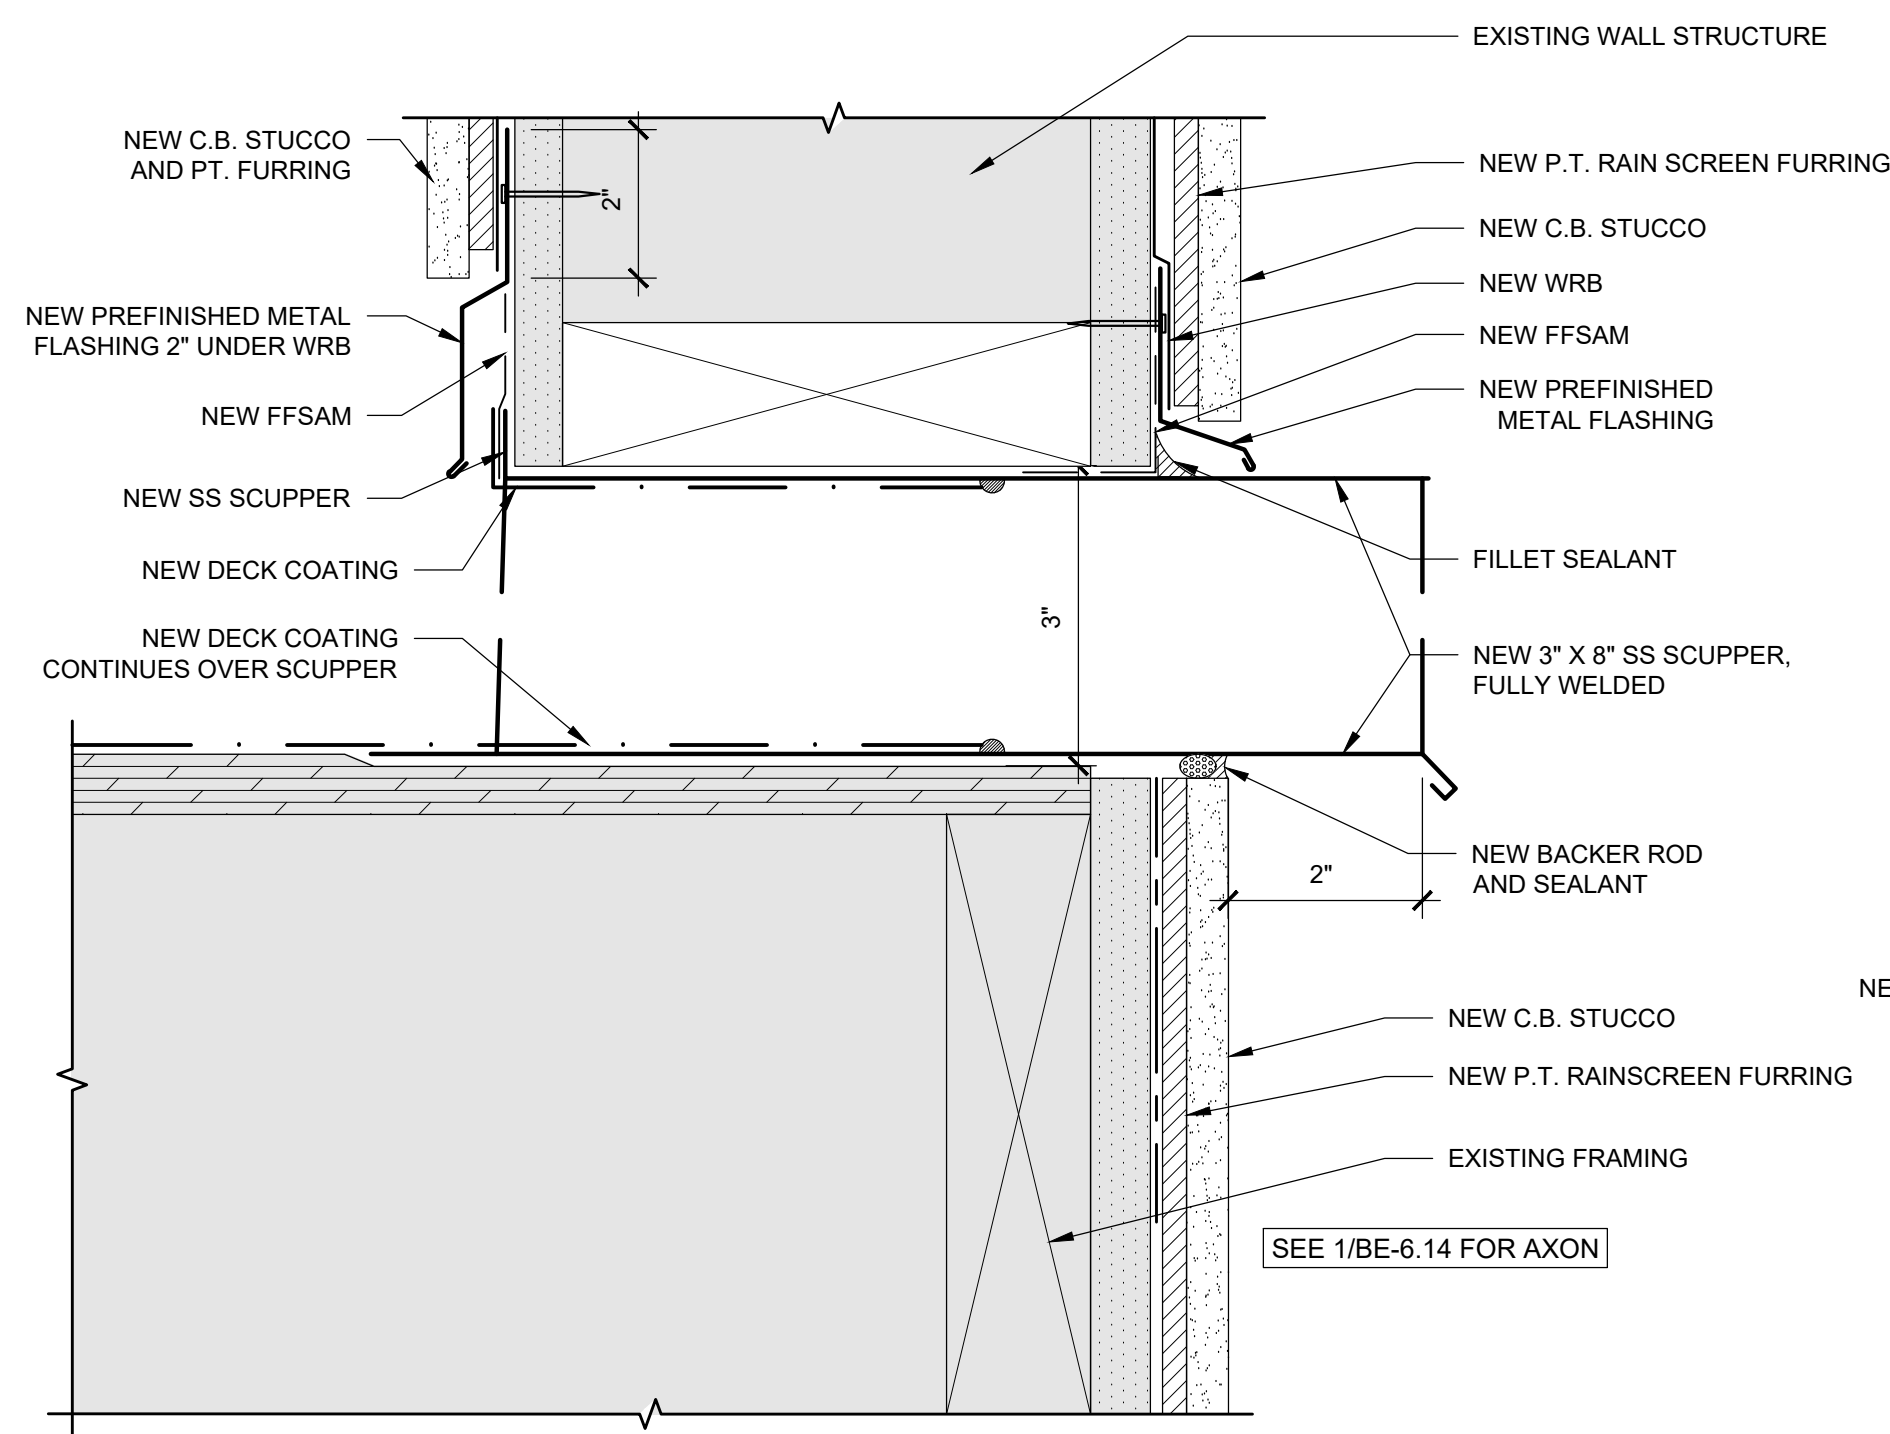 EXISTING WALL STRUCTURE
NEW C.B. STUCCO
AND PT. FURRING
NEW P.T. RAIN SCREEN FURRING
2"
NEW C.B. STUCCO
NEW WRB
NEW PREFINISHED METAL
FLASHING 2" UNDER WRB
NEW FFSAM
NEW PREFINISHED
METAL FLASHING
NEW FFSAM
NEW SS SCUPPER
NEW DECK COATING
FILLET SEALANT
3"
NEW DECK COATING
CONTINUES OVER SCUPPER
NEW 3" X 8" SS SCUPPER,
FULLY WELDED
NEW BACKER ROD
AND SEALANT
2"
NE
NEW C.B. STUCCO
NEW P.T. RAINSCREEN FURRING
EXISTING FRAMING
SEE 1/BE-6.14 FOR AXON